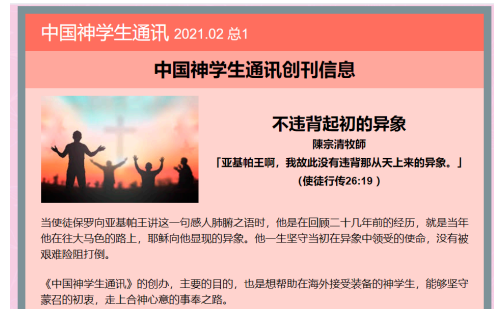 中国神学生通讯 2021.02 总1
中国神学生通讯创刊信息
不违背起初的异象
陳宗清牧師
「亚基帕王啊，我故此没有违背那从天上来的异象。」
（使徒行传26:19 ）
当使徒保罗向亚基帕王讲这一句感人肺腑之语时，他是在回顾二十几年前的经历，就是当年
他在往大马色的路上，耶稣向他显现的异象。他一生坚守当初在异象中领受的使命，没有被
艰难险阻打倒。
《中国神学生通讯》的创办，主要的目的，也是想帮助在海外接受装备的神学生，能够坚守
蒙召的初衷，走上合神心意的事奉之路。